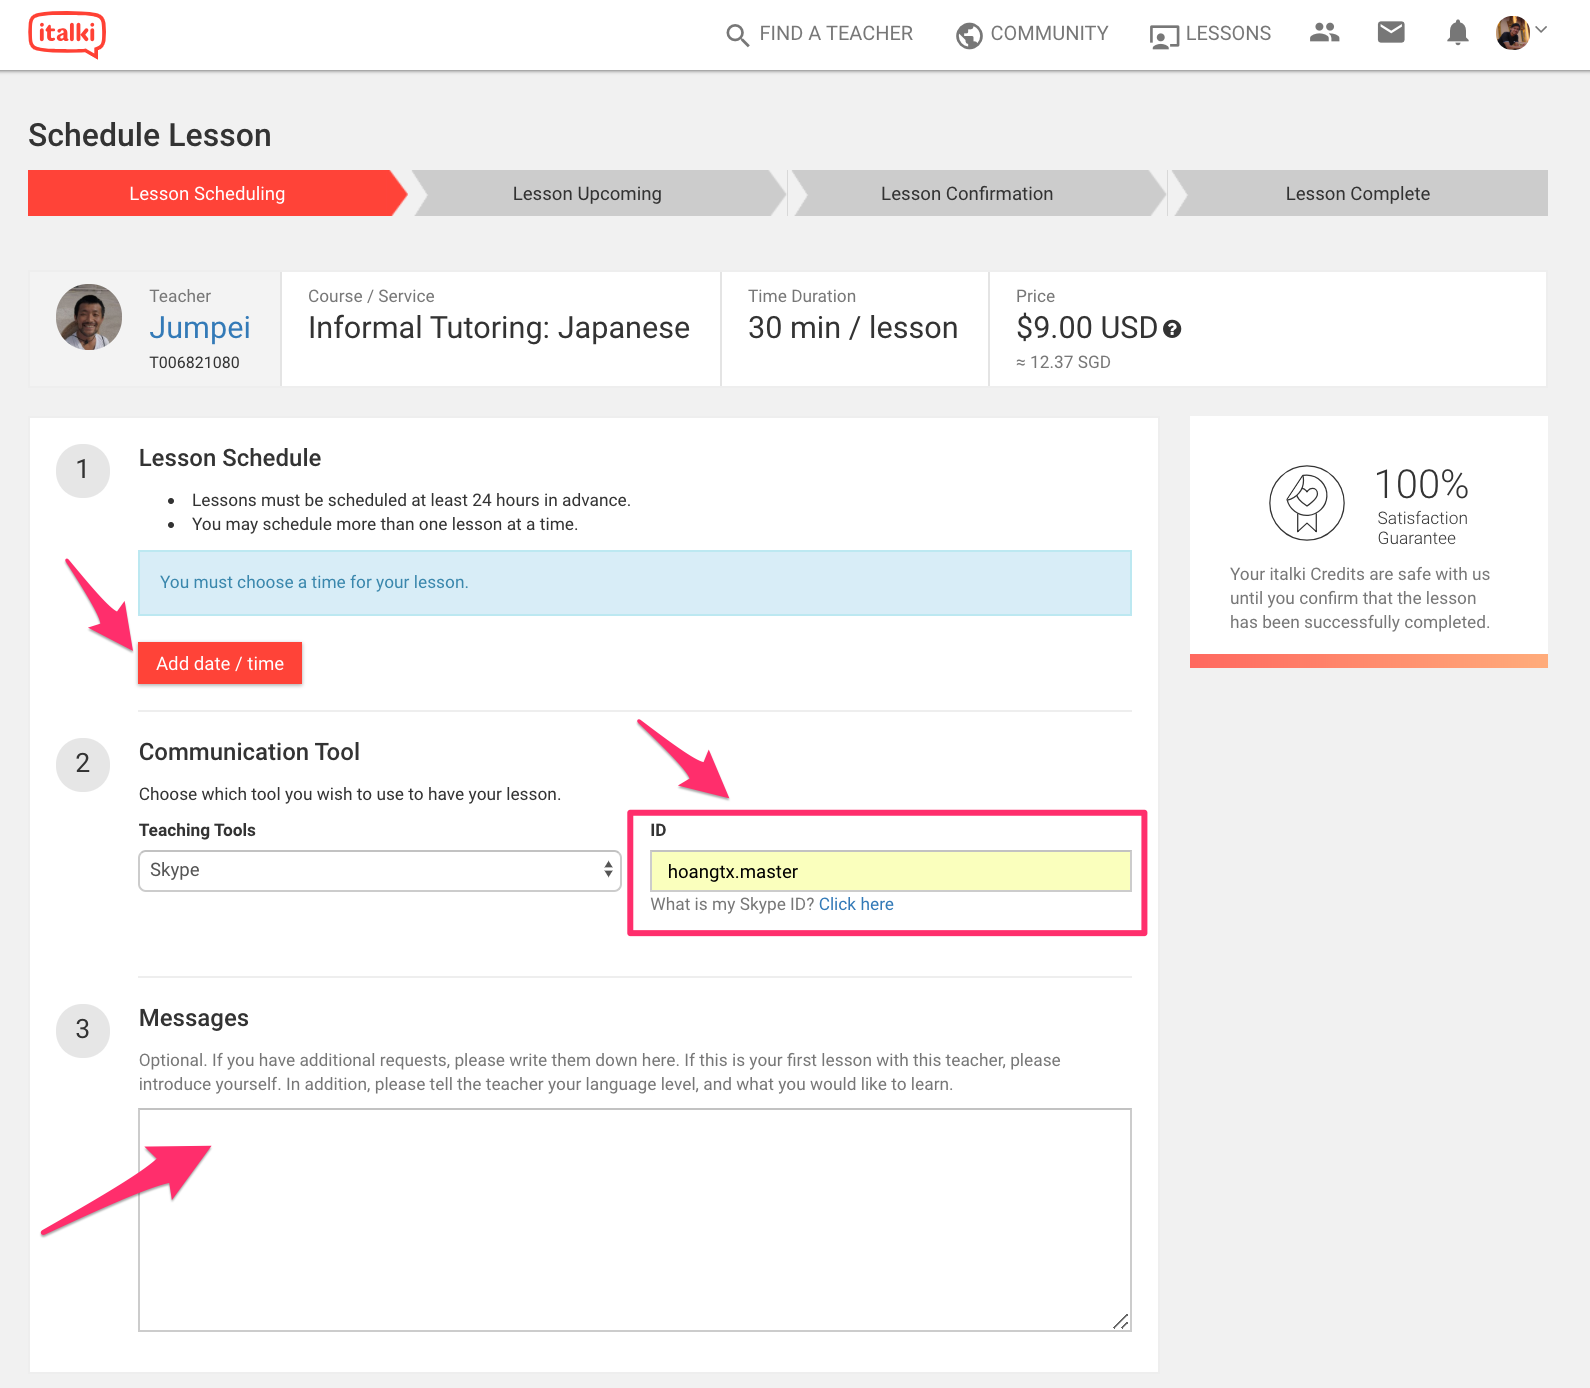 italki
FIND A TEACHER
COMMUNITY
LESSONS
Schedule Lesson
Lesson Scheduling
Lesson Upcoming
Lesson Confirmation
Lesson Complete
Teacher
Jumpei
T006821080
Course / Service
Informal Tutoring: Japanese
Time Duration
30 min / lesson
Price
$9.00 USD ?
≈ 12.37 SGD
1
Lesson Schedule
• Lessons must be scheduled at least 24 hours in advance.
• You may schedule more than one lesson at a time.
You must choose a time for your lesson.
Add date / time
100%
Satisfaction
Guarantee
Your italki Credits are safe with us
until you confirm that the lesson
has been successfully completed.
2
Communication Tool
Choose which tool you wish to use to have your lesson.
Teaching Tools
Skype
ID
hoangtx.master
What is my Skype ID? Click here
3
Messages
Optional. If you have additional requests, please write them down here. If this is your first lesson with this teacher, please
introduce yourself. In addition, please tell the teacher your language level, and what you would like to learn.